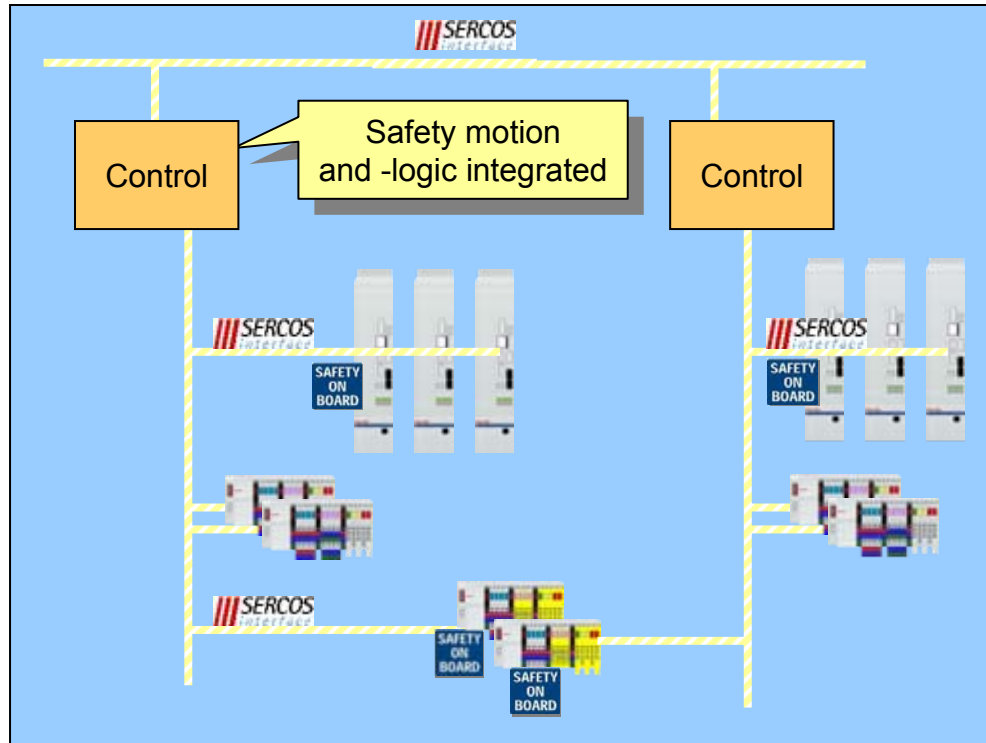 SERCOS
interface
Control
Safety motion
and -logic integrated
Control
SERCOS
interface
SAFETY
ON
BOARD
SERCOS
interface
SAFETY
ON
BOARD
SERCOS
interface
SAFETY
ON
BOARD
SAFETY
ON
BOARD